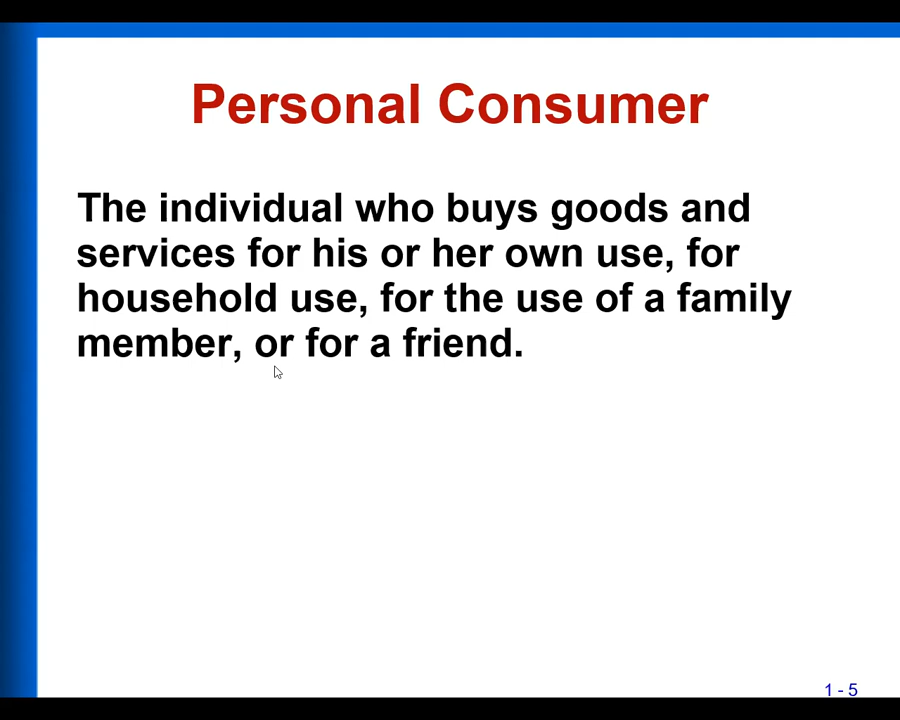 Personal Consumer
The individual who buys goods and
services for his or her own use, for
household use, for the use of a family
member, or for a friend.
1 - 5